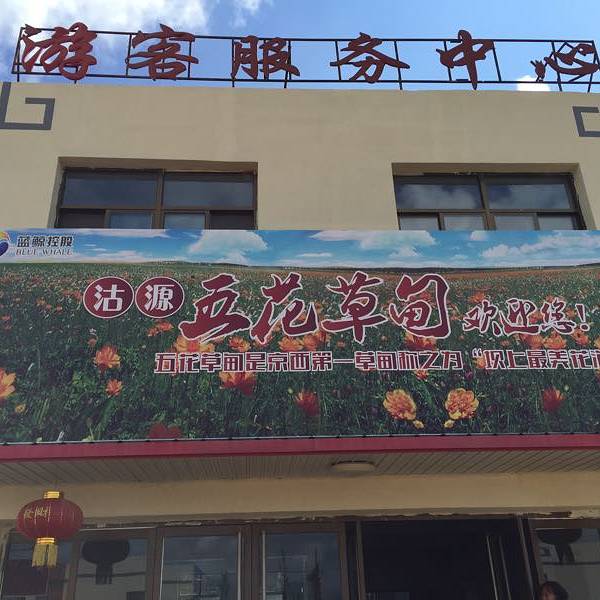 游客服务中心
蓝鲸控股
BLUE WHALE
沽源 五花草甸 欢迎您!
五花草甸是京西第一草甸称之为“坝上最美花